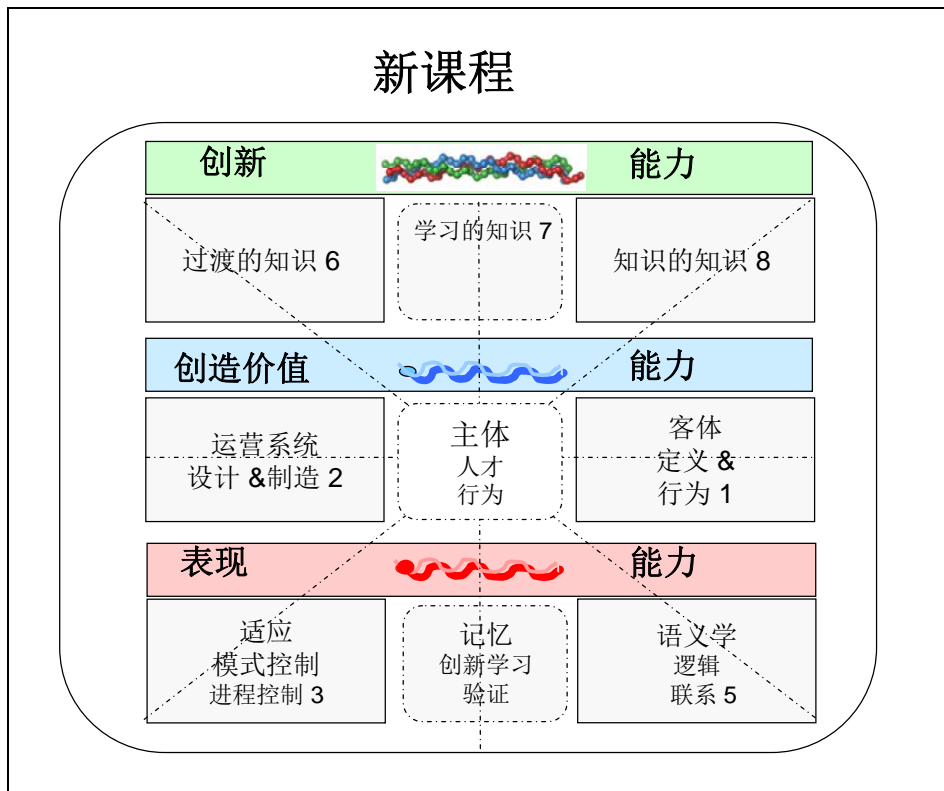 新课程
创新 能力
过渡的知识 6
学习的知识 7
知识的知识 8
创造价值 能力
运营系统
设计 &制造 2
主体
人才
行为
客体
定义 &
行为 1
表现 能力
适应
模式控制
进程控制 3
记忆
创新学习
验证
语义学
逻辑
联系 5